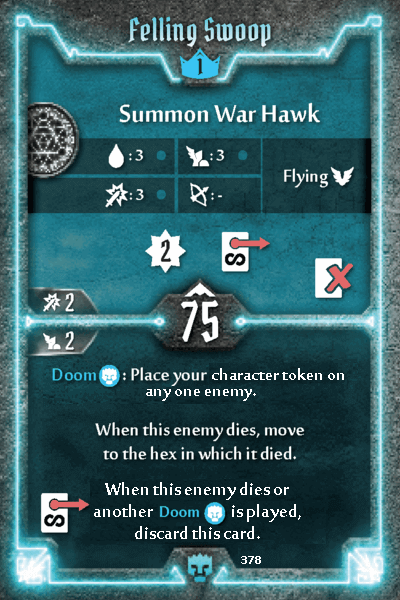 Felling Swoop
1
Summon War Hawk
: 3 : 3
Flying
: 3 : -
2
2
75
2
Doom : Place your character token on
any one enemy.
When this enemy dies, move
to the hex in which it died.
When this enemy dies or
another Doom is played,
discard this card.
378